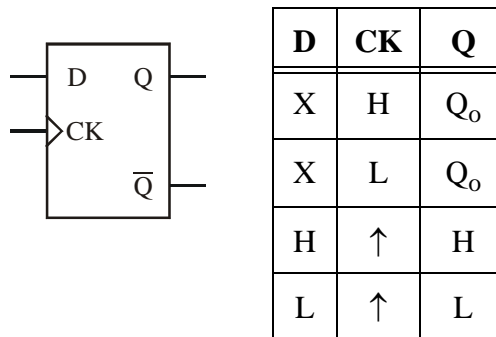 D Q
CK
Q̅
D CK Q
X H Qo
X L Qo
H ↑ H
L ↑ L